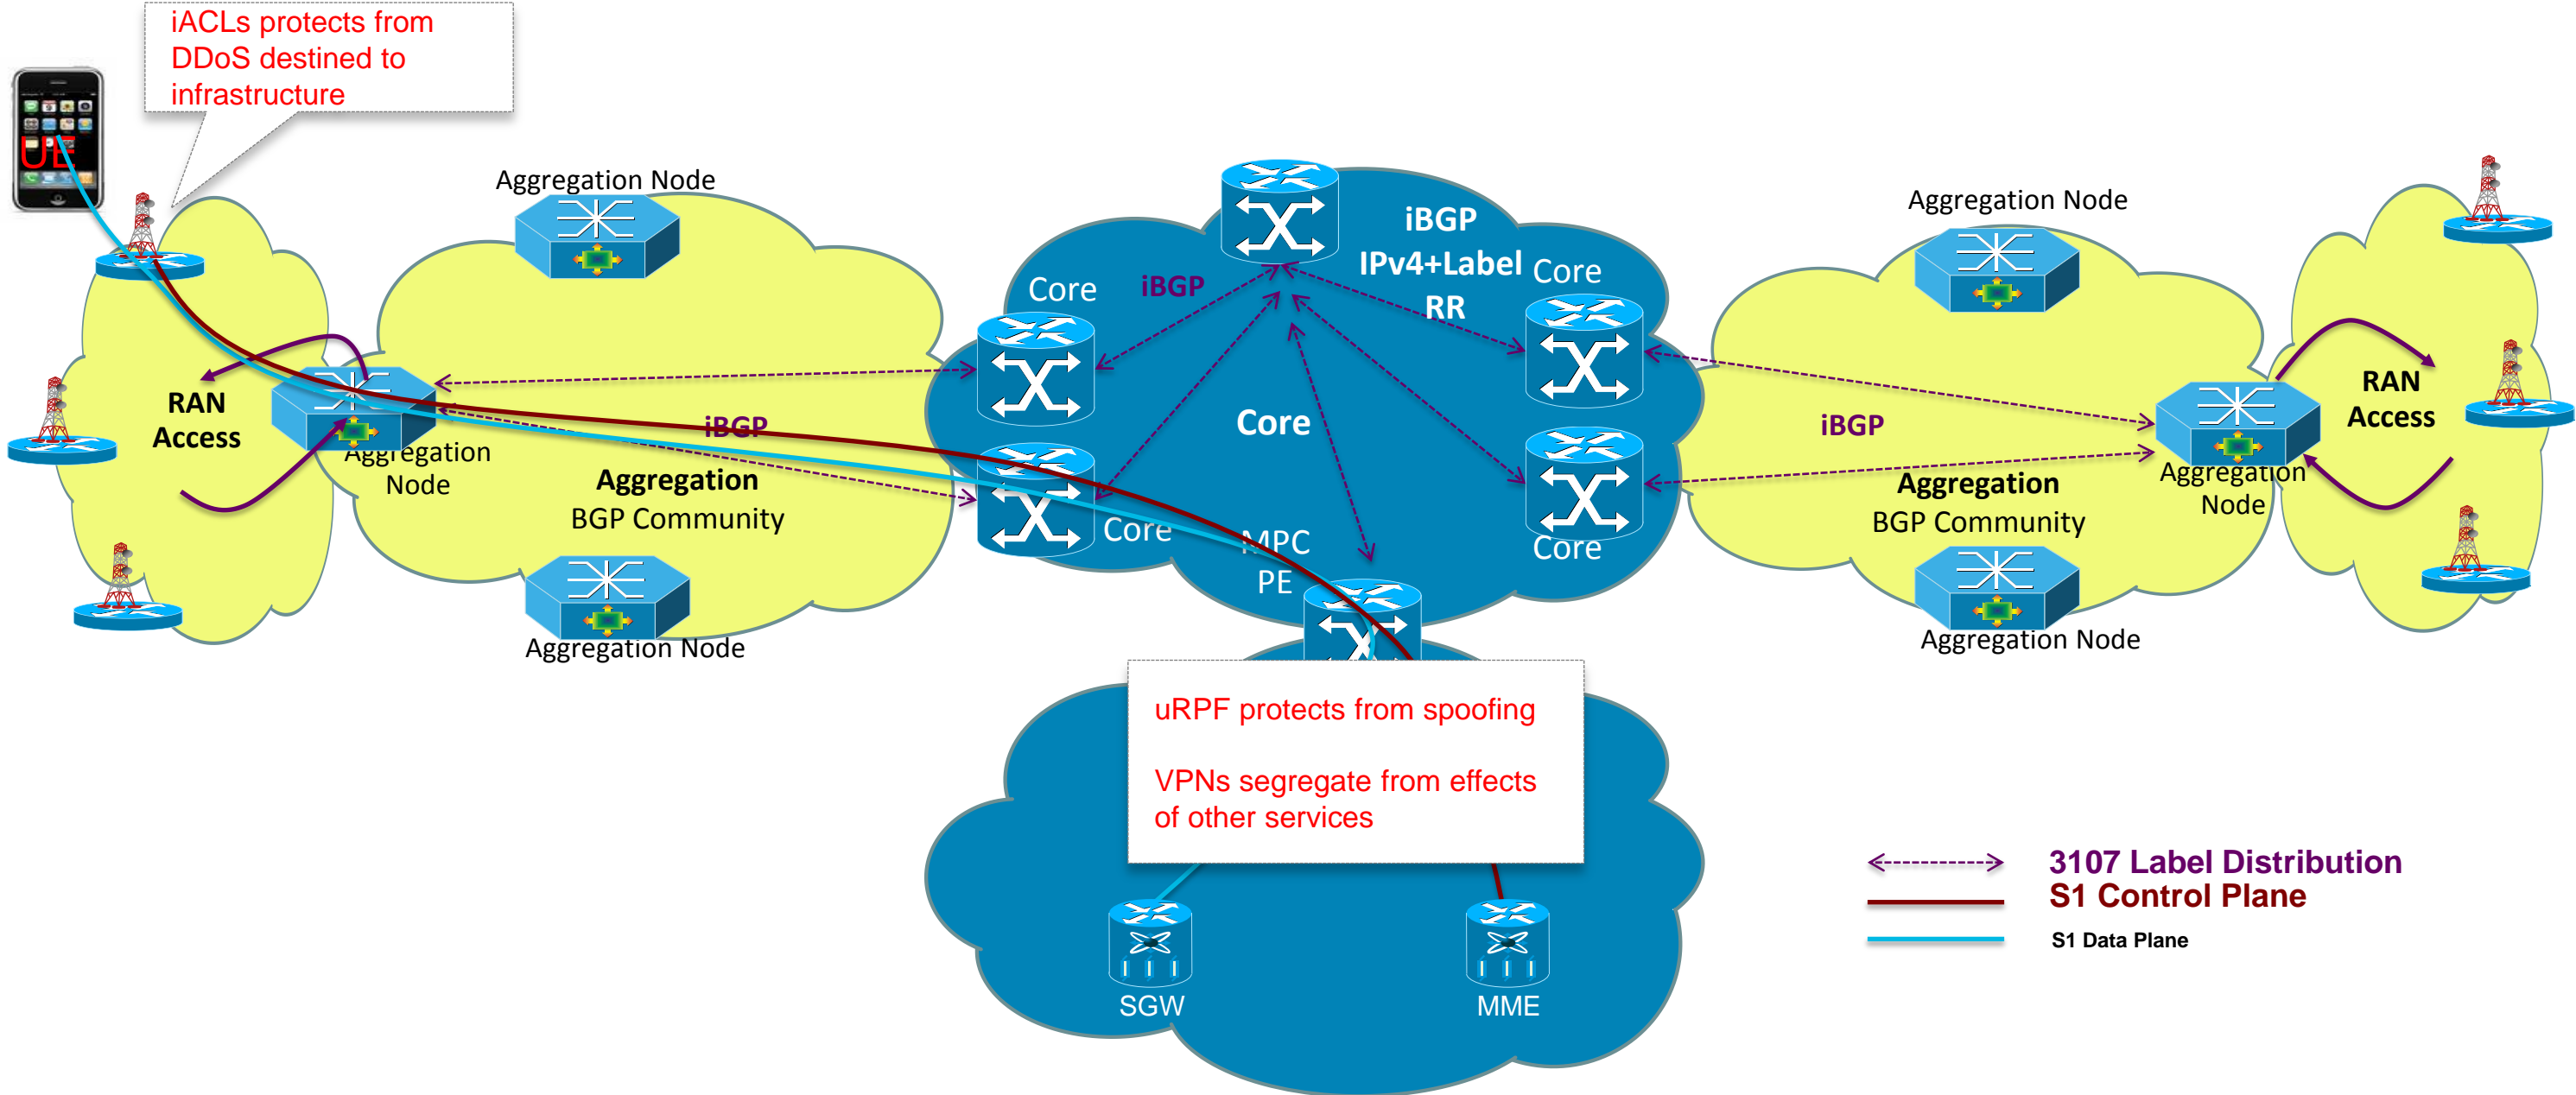 iACLs protects from
DDoS destined to
infrastructure
UE
Aggregation Node
RAN
Access
Aggregation
Node
iBGP
Aggregation
BGP Community
Aggregation Node
iBGP
IPv4+Label
RR
Core
iBGP
Core
Core
Core
MPC
PE
Core
Aggregation Node
iBGP
Aggregation
BGP Community
Aggregation Node
Aggregation
Node
RAN
Access
uRPF protects from spoofing
VPNs segregate from effects
of other services
SGW
MME
3107 Label Distribution
S1 Control Plane
S1 Data Plane